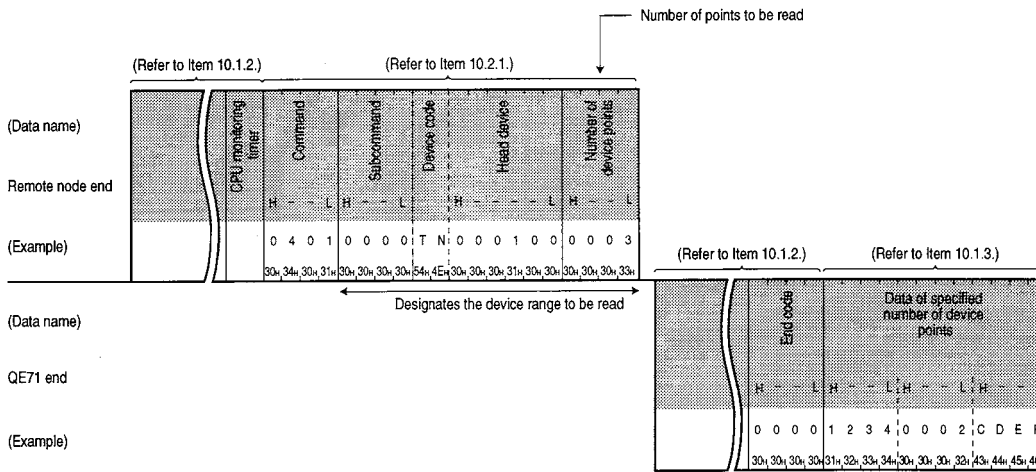 Number of points to be read
(Refer to Item 10.1.2.)
(Refer to Item 10.2.1.)
(Data name)
CPU monitoring
timer
Command
Subcommand
Device code
Head device
Number of
device points
Remote node end
H - - L H - - L H - - - - L H - - L
(Example)
0 4 0 1 0 0 0 0 T N 0 0 0 1 0 0 0 0 0 3
30H 34H 30H 31H 30H 30H 30H 30H 54H 4EH 30H 30H 30H 31H 30H 30H 30H 30H 30H 33H
Designates the device range to be read
(Refer to Item 10.1.2.)
(Refer to Item 10.1.3.)
(Data name)
End code
Data of specified
number of device
points
QE71 end
H - - L H - - L H - - L H - -
(Example)
0 0 0 0 1 2 3 4 0 0 0 2 C D E
30H 30H 30H 30H 31H 32H 33H 34H 30H 30H 30H 32H 43H 44H 45H